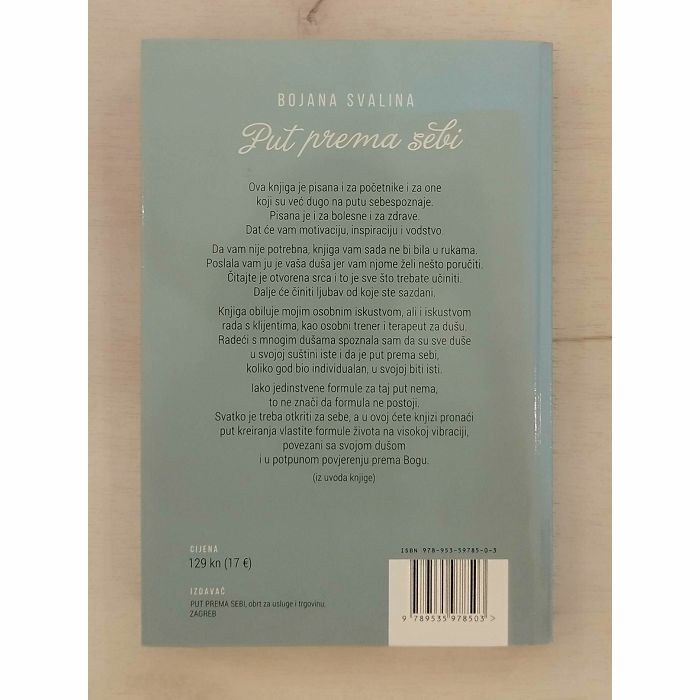 BOJANA SVALINA
Put prema sebi
Ova knjiga je pisana i za početnike i za one
koji su već dugo na putu sebespoznaje.
Pisana je i za bolesne i za zdrave.
Dat će vam motivaciju, inspiraciju i vodstvo.
Da vam nije potrebna, knjiga vam sada ne bi bila u rukama.
Poslala vam ju je vaša duša jer vam njome želi nešto poručiti.
Čitajte je otvorena srca i to je sve što trebate učiniti.
Dalje će činiti ljubav od koje ste sazdani.
Knjiga obiluje mojim osobnim iskustvom, ali i iskustvom
rada s klijentima, kao osobni trener i terapeut za dušu.
Radeći s mnogim dušama spoznala sam da su sve duše
u svojoj suštini iste i da je put prema sebi,
koliko god bio individualan, u svojoj biti isti.
Iako jedinstvene formule za taj put nema,
to ne znači da formula ne postoji.
Svatko je treba otkriti za sebe, a u ovoj ćete knjizi pronaći
put kreiranja vlastite formule života na visokoj vibraciji,
povezani sa svojom dušom
i u potpunom povjerenju prema Bogu.
(iz uvoda knjige)
CIJENA
129 kn (17 €)
IZDAVAČ
PUT PREMA SEBI, obrt za usluge i trgovinu,
ZAGREB
ISBN 978-953-59785-0-3
9 789535 978503 >